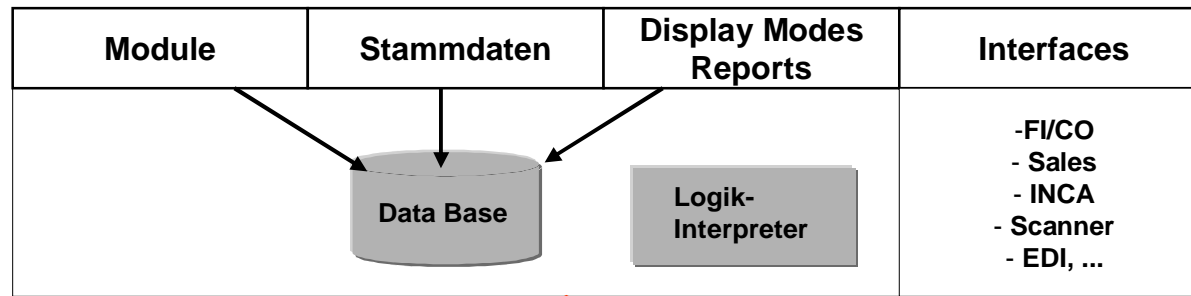 Module
Stammdaten
Display Modes
Reports
Interfaces
Data Base
Logik-
Interpreter
-FI/CO
- Sales
- INCA
- Scanner
- EDI, ...